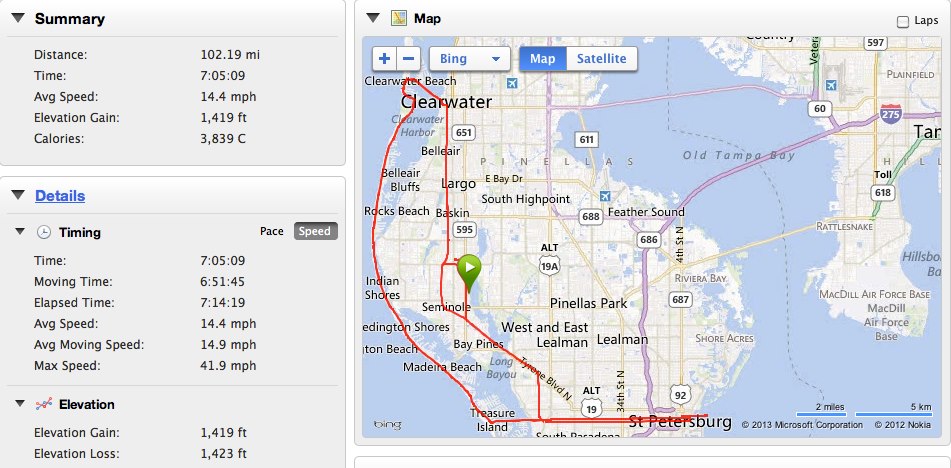 Summary
Distance: 102.19 mi
Time: 7:05:09
Avg Speed: 14.4 mph
Elevation Gain: 1,419 ft
Calories: 3,839 C
Details
Timing Pace Speed
Time: 7:05:09
Moving Time: 6:51:45
Elapsed Time: 7:14:19
Avg Speed: 14.4 mph
Avg Moving Speed: 14.9 mph
Max Speed: 41.9 mph
Elevation
Elevation Gain: 1,419 ft
Elevation Loss: 1,423 ft
Map Laps
+ − Bing Map Satellite
Country
597
Veter
PLAINFIELD
Clearwater Beach
Clearwater
60
275
Clearwater
Harbor
651
611
Tar
Belleair
PINELLAS
Old Tampa Bay
HILL
Belleair
Bluffs
Largo
E Bay Dr
Toll
618
South Highpoint
Rocks Beach
Baskin
688
Feather Sound
595
686
4th St N
RATTLESNAKE
ALT
19A
Hillsbo
Bay
Indian
Shores
RIVIERA BAY
Seminole
Pinellas Park
687
MACDILL AIR FORCE
BASE
MacDill
Air Force
Base
edington Shores
West and East
Lealman
Lealman
SHORE ACRES
gton Beach
Bay Pines
Long
Bayou
Madeira Beach
Tyrone Blvd N
ALT
19
34th St N
92
Treasure
Island
St Petersburg
South Pasadena
2 miles
5 km
bing
© 2013 Microsoft Corporation © 2012 Nokia